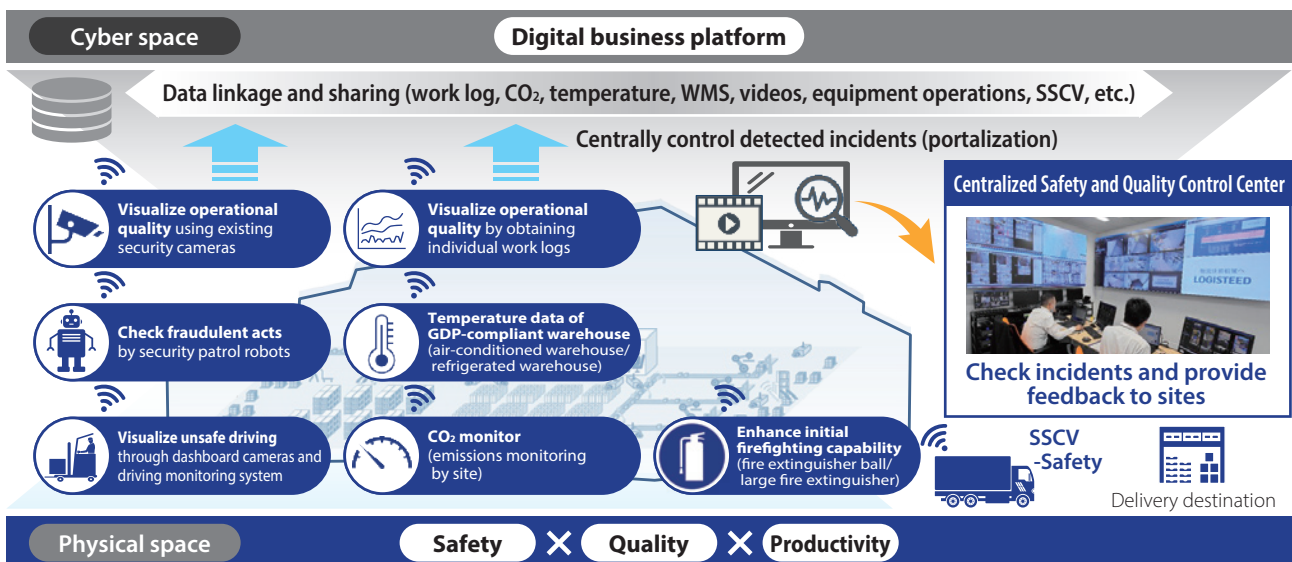 Cyber space
Digital business platform
Data linkage and sharing (work log, CO₂, temperature, WMS, videos, equipment operations, SSCV, etc.)
Centrally control detected incidents (portalization)
Visualize operational
quality using existing
security cameras
Visualize operational
quality by obtaining
individual work logs
Check fraudulent acts
by security patrol robots
Temperature data of
GDP-compliant warehouse
(air-conditioned warehouse/
refrigerated warehouse)
Visualize unsafe driving
through dashboard cameras and
driving monitoring system
CO₂ monitor
(emissions monitoring
by site)
Enhance initial
firefighting capability
(fire extinguisher ball/
large fire extinguisher)
Centralized Safety and Quality Control Center
LOGISTEED
Check incidents and provide
feedback to sites
SSCV
-Safety
Delivery destination
Physical space
Safety × Quality × Productivity